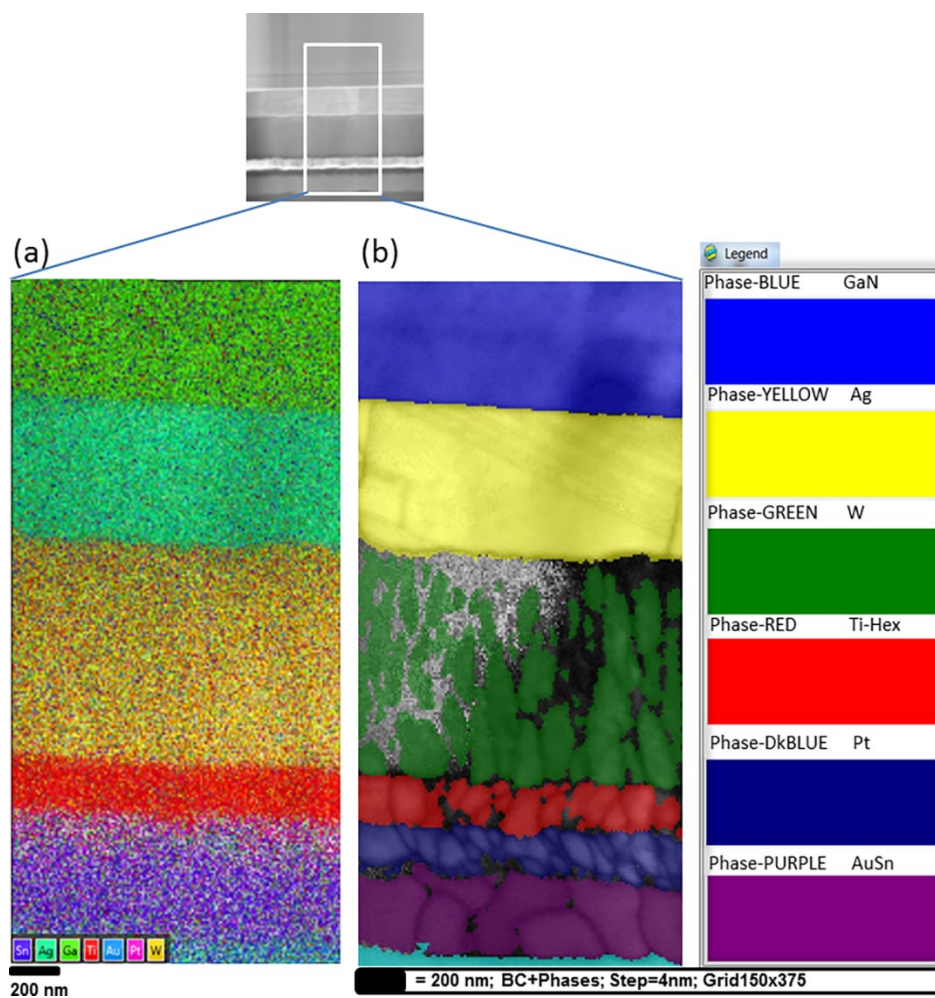 (a)
(b)
Legend
Phase-BLUE GaN
Phase-YELLOW Ag
Phase-GREEN W
Phase-RED Ti-Hex
Phase-DkBLUE Pt
Phase-PURPLE AuSn
Sn Ag Ga Ti Au Pt W
200 nm
= 200 nm; BC+Phases; Step=4nm; Grid150x375